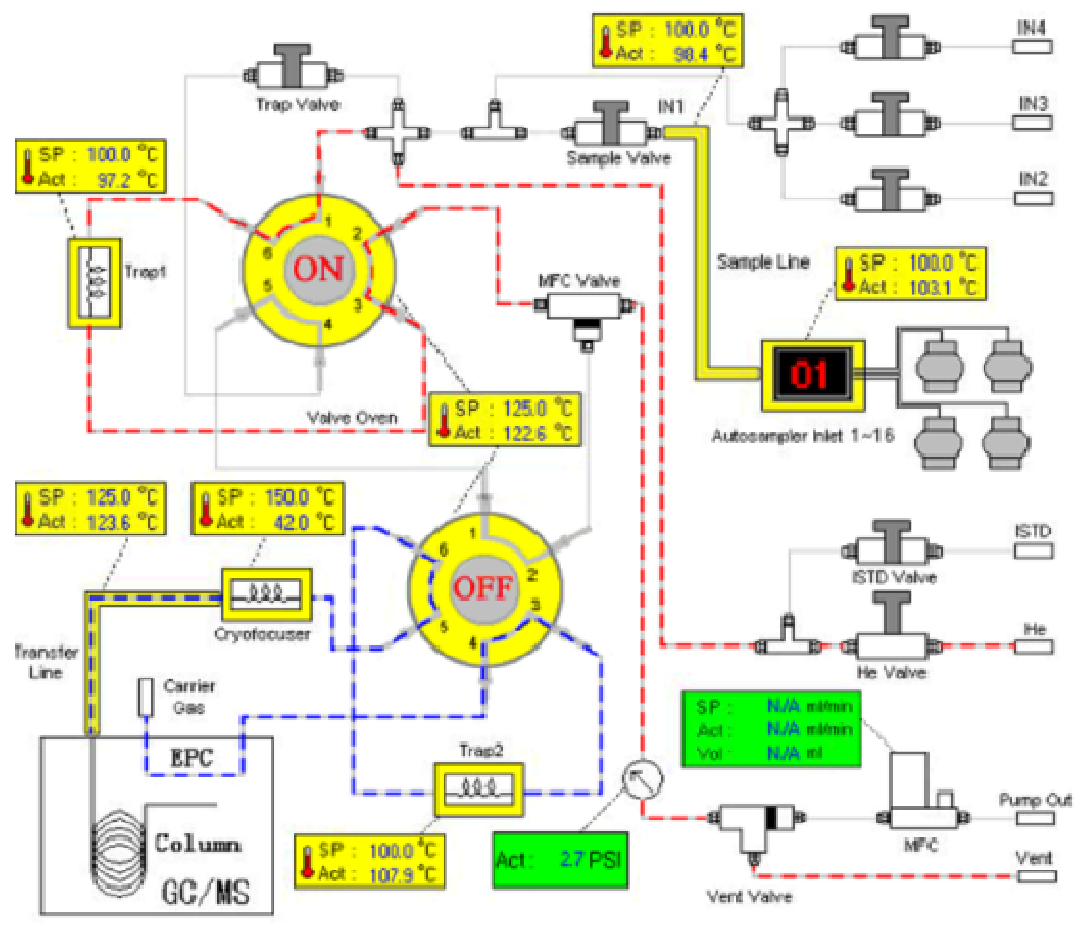 SP : 100.0 °C
Act : 98.4 °C
IN4
Trap Valve
IN1
IN3
Sample Valve
SP : 100.0 °C
Act : 97.2 °C
IN2
1
2
3
4
5
6
ON
Trap1
MFC Valve
Sample Line
SP : 100.0 °C
Act : 103.1 °C
01
Valve Oven
SP : 125.0 °C
Act : 122.6 °C
Autosampler Inlet 1~16
SP : 125.0 °C
Act : 123.6 °C
SP : 150.0 °C
Act : 42.0 °C
1
2
3
4
5
6
OFF
ISTD
ISTD Valve
Cryofocuser
Transfer
Line
He
He Valve
Carrier
Gas
SP : N/A ml/min
Act : N/A ml/min
Vol : N/A ml
EPC
Trap2
Pump Out
MFC
Column
SP : 100.0 °C
Act : 107.9 °C
Act : 2.7 PSI
Vent
GC/MS
Vent Valve